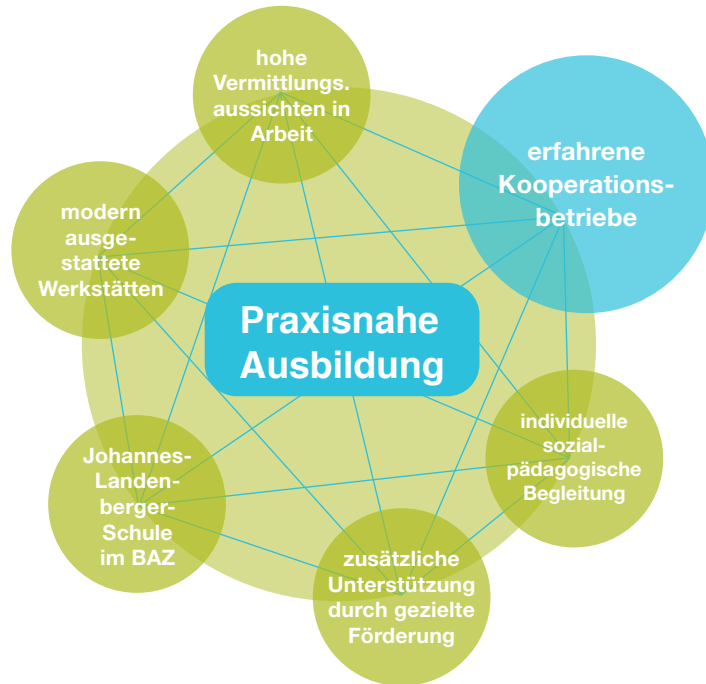 hohe
Vermittlungs.
aussichten in
Arbeit
erfahrene
Kooperations-
betriebe
modern
ausge-
stattete
Werkstätten
Praxisnahe
Ausbildung
individuelle
sozial-
pädagogische
Begleitung
Johannes-
Landen-
berger-
Schule
im BAZ
zusätzliche
Unterstützung
durch gezielte
Förderung